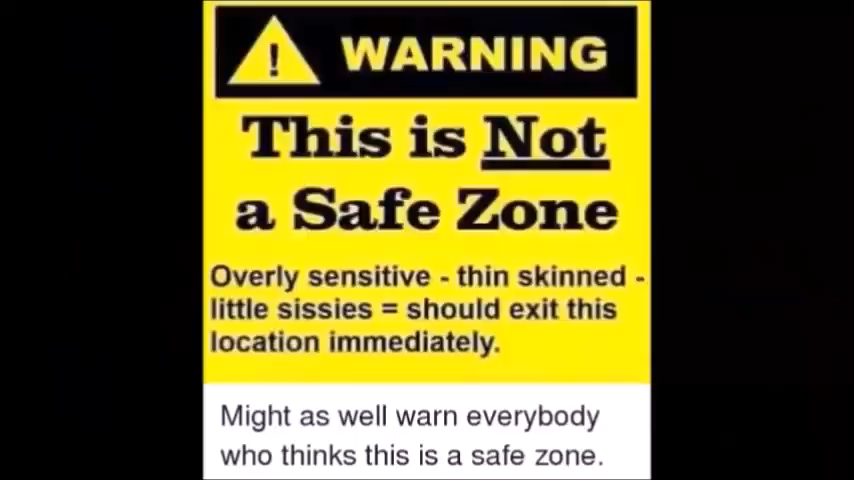 WARNING
This is Not
a Safe Zone
Overly sensitive - thin skinned -
little sissies = should exit this
location immediately.
Might as well warn everybody
who thinks this is a safe zone.